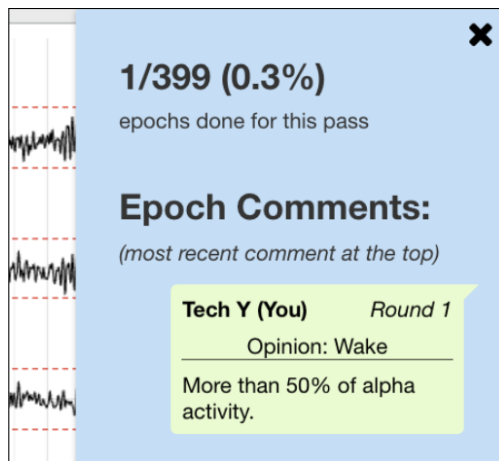 1/399 (0.3%)
epochs done for this pass
Epoch Comments:
(most recent comment at the top)
Tech Y (You) Round 1
Opinion: Wake
More than 50% of alpha
activity.